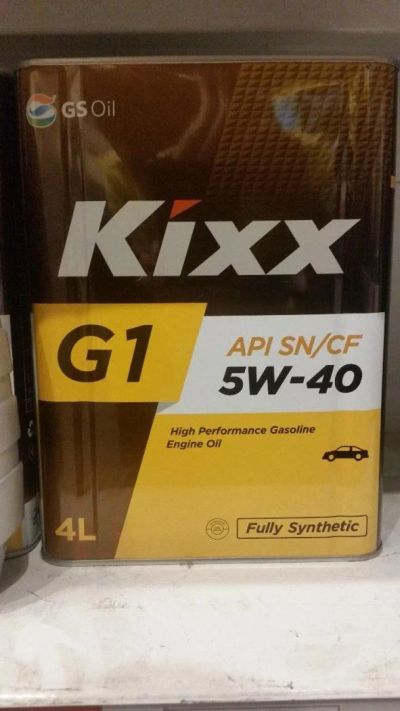 GS Oil
Kixx
G1
API SN/CF
5W-40
High Performance Gasoline
Engine Oil
4L
Fully Synthetic